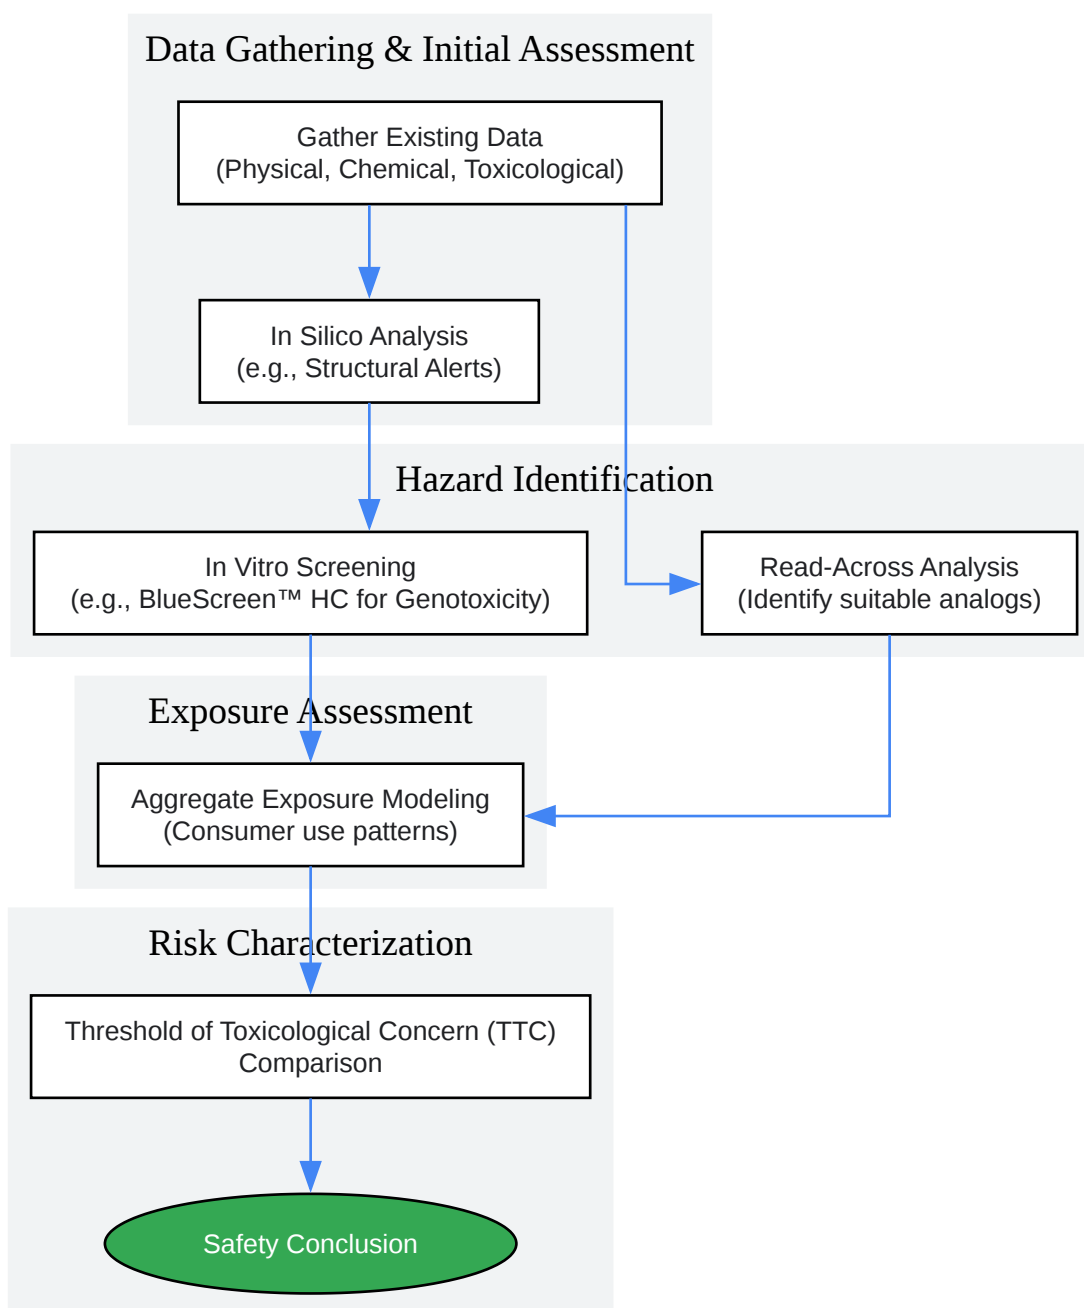 Data Gathering & Initial Assessment
Gather Existing Data
(Physical, Chemical, Toxicological)
In Silico Analysis
(e.g., Structural Alerts)
Hazard Identification
In Vitro Screening
(e.g., BlueScreen™ HC for Genotoxicity)
Read-Across Analysis
(Identify suitable analogs)
Exposure Assessment
Aggregate Exposure Modeling
(Consumer use patterns)
Risk Characterization
Threshold of Toxicological Concern (TTC)
Comparison
Safety Conclusion